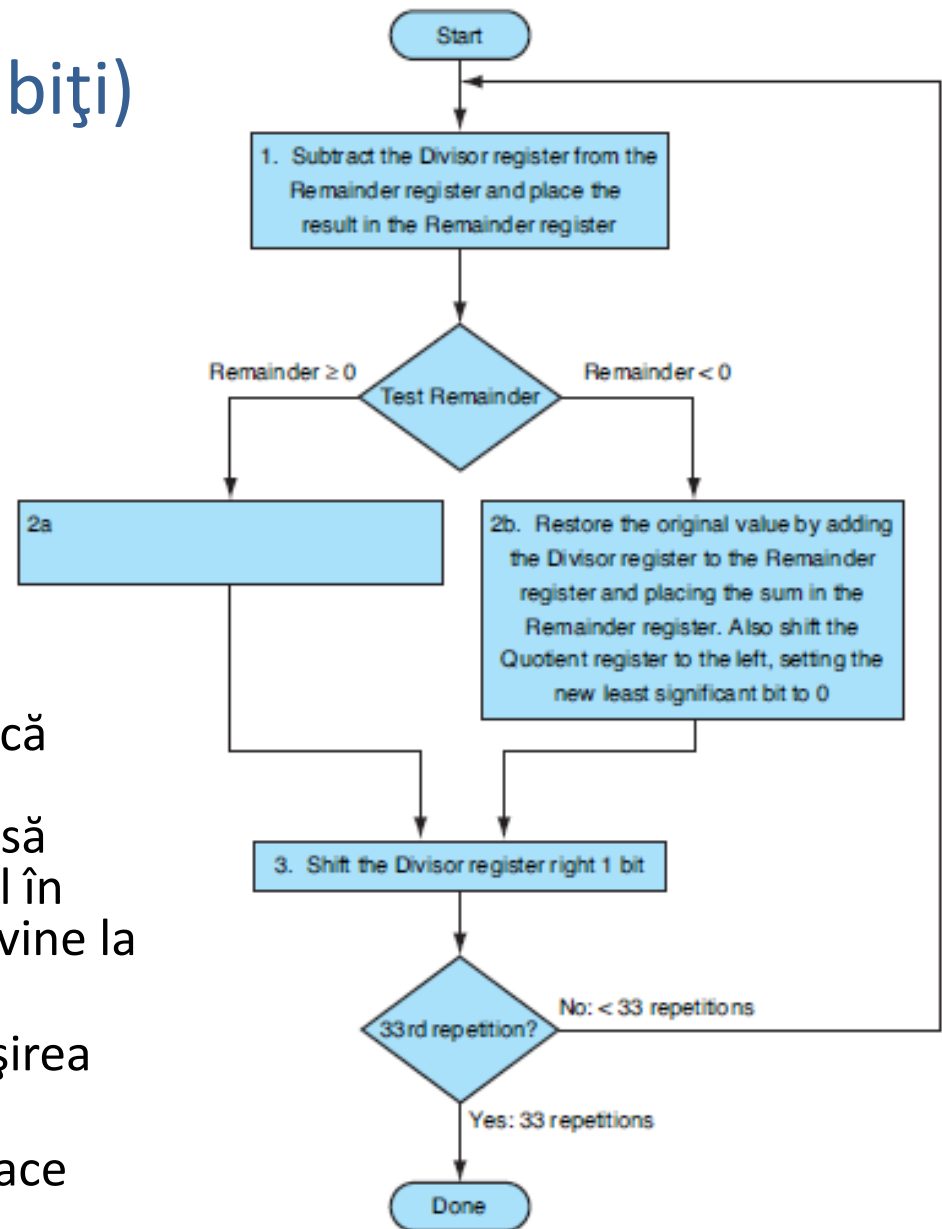 biţi)
Start
1. Subtract the Divisor register from the
Remainder register and place the
result in the Remainder register
Remainder ≥ 0
Remainder < 0
Test Remainder
2a
2b. Restore the original value by adding
the Divisor register to the Remainder
register and placing the sum in the
Remainder register. Also shift the
Quotient register to the left, setting the
new least significant bit to 0
că
să
l în
vine la
şirea
ace
3. Shift the Divisor register right 1 bit
33rd repetition?
No: < 33 repetitions
Yes: 33 repetitions
Done